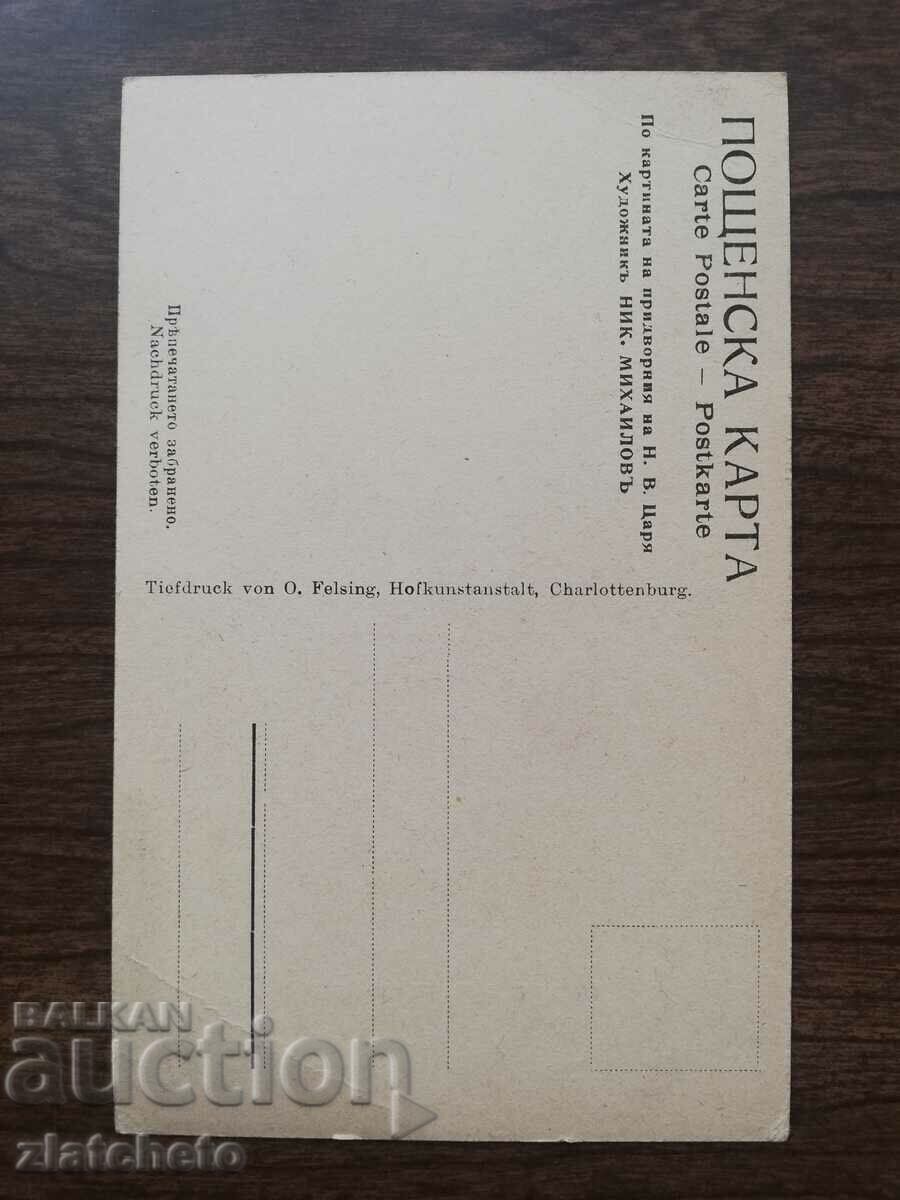 ПОЩЕНСКА КАРТА
Carte Postale — Postkarte
По картината на придворния на Н. В. Царя
Художникъ НИК. МИХАИЛОВЪ
Прѣпечатането забранено.
Nachdruck verboten.
Tiefdruck von O. Felsing, Hofkunstanstalt, Charlottenburg.
BALKAN
auction
zlatcheto